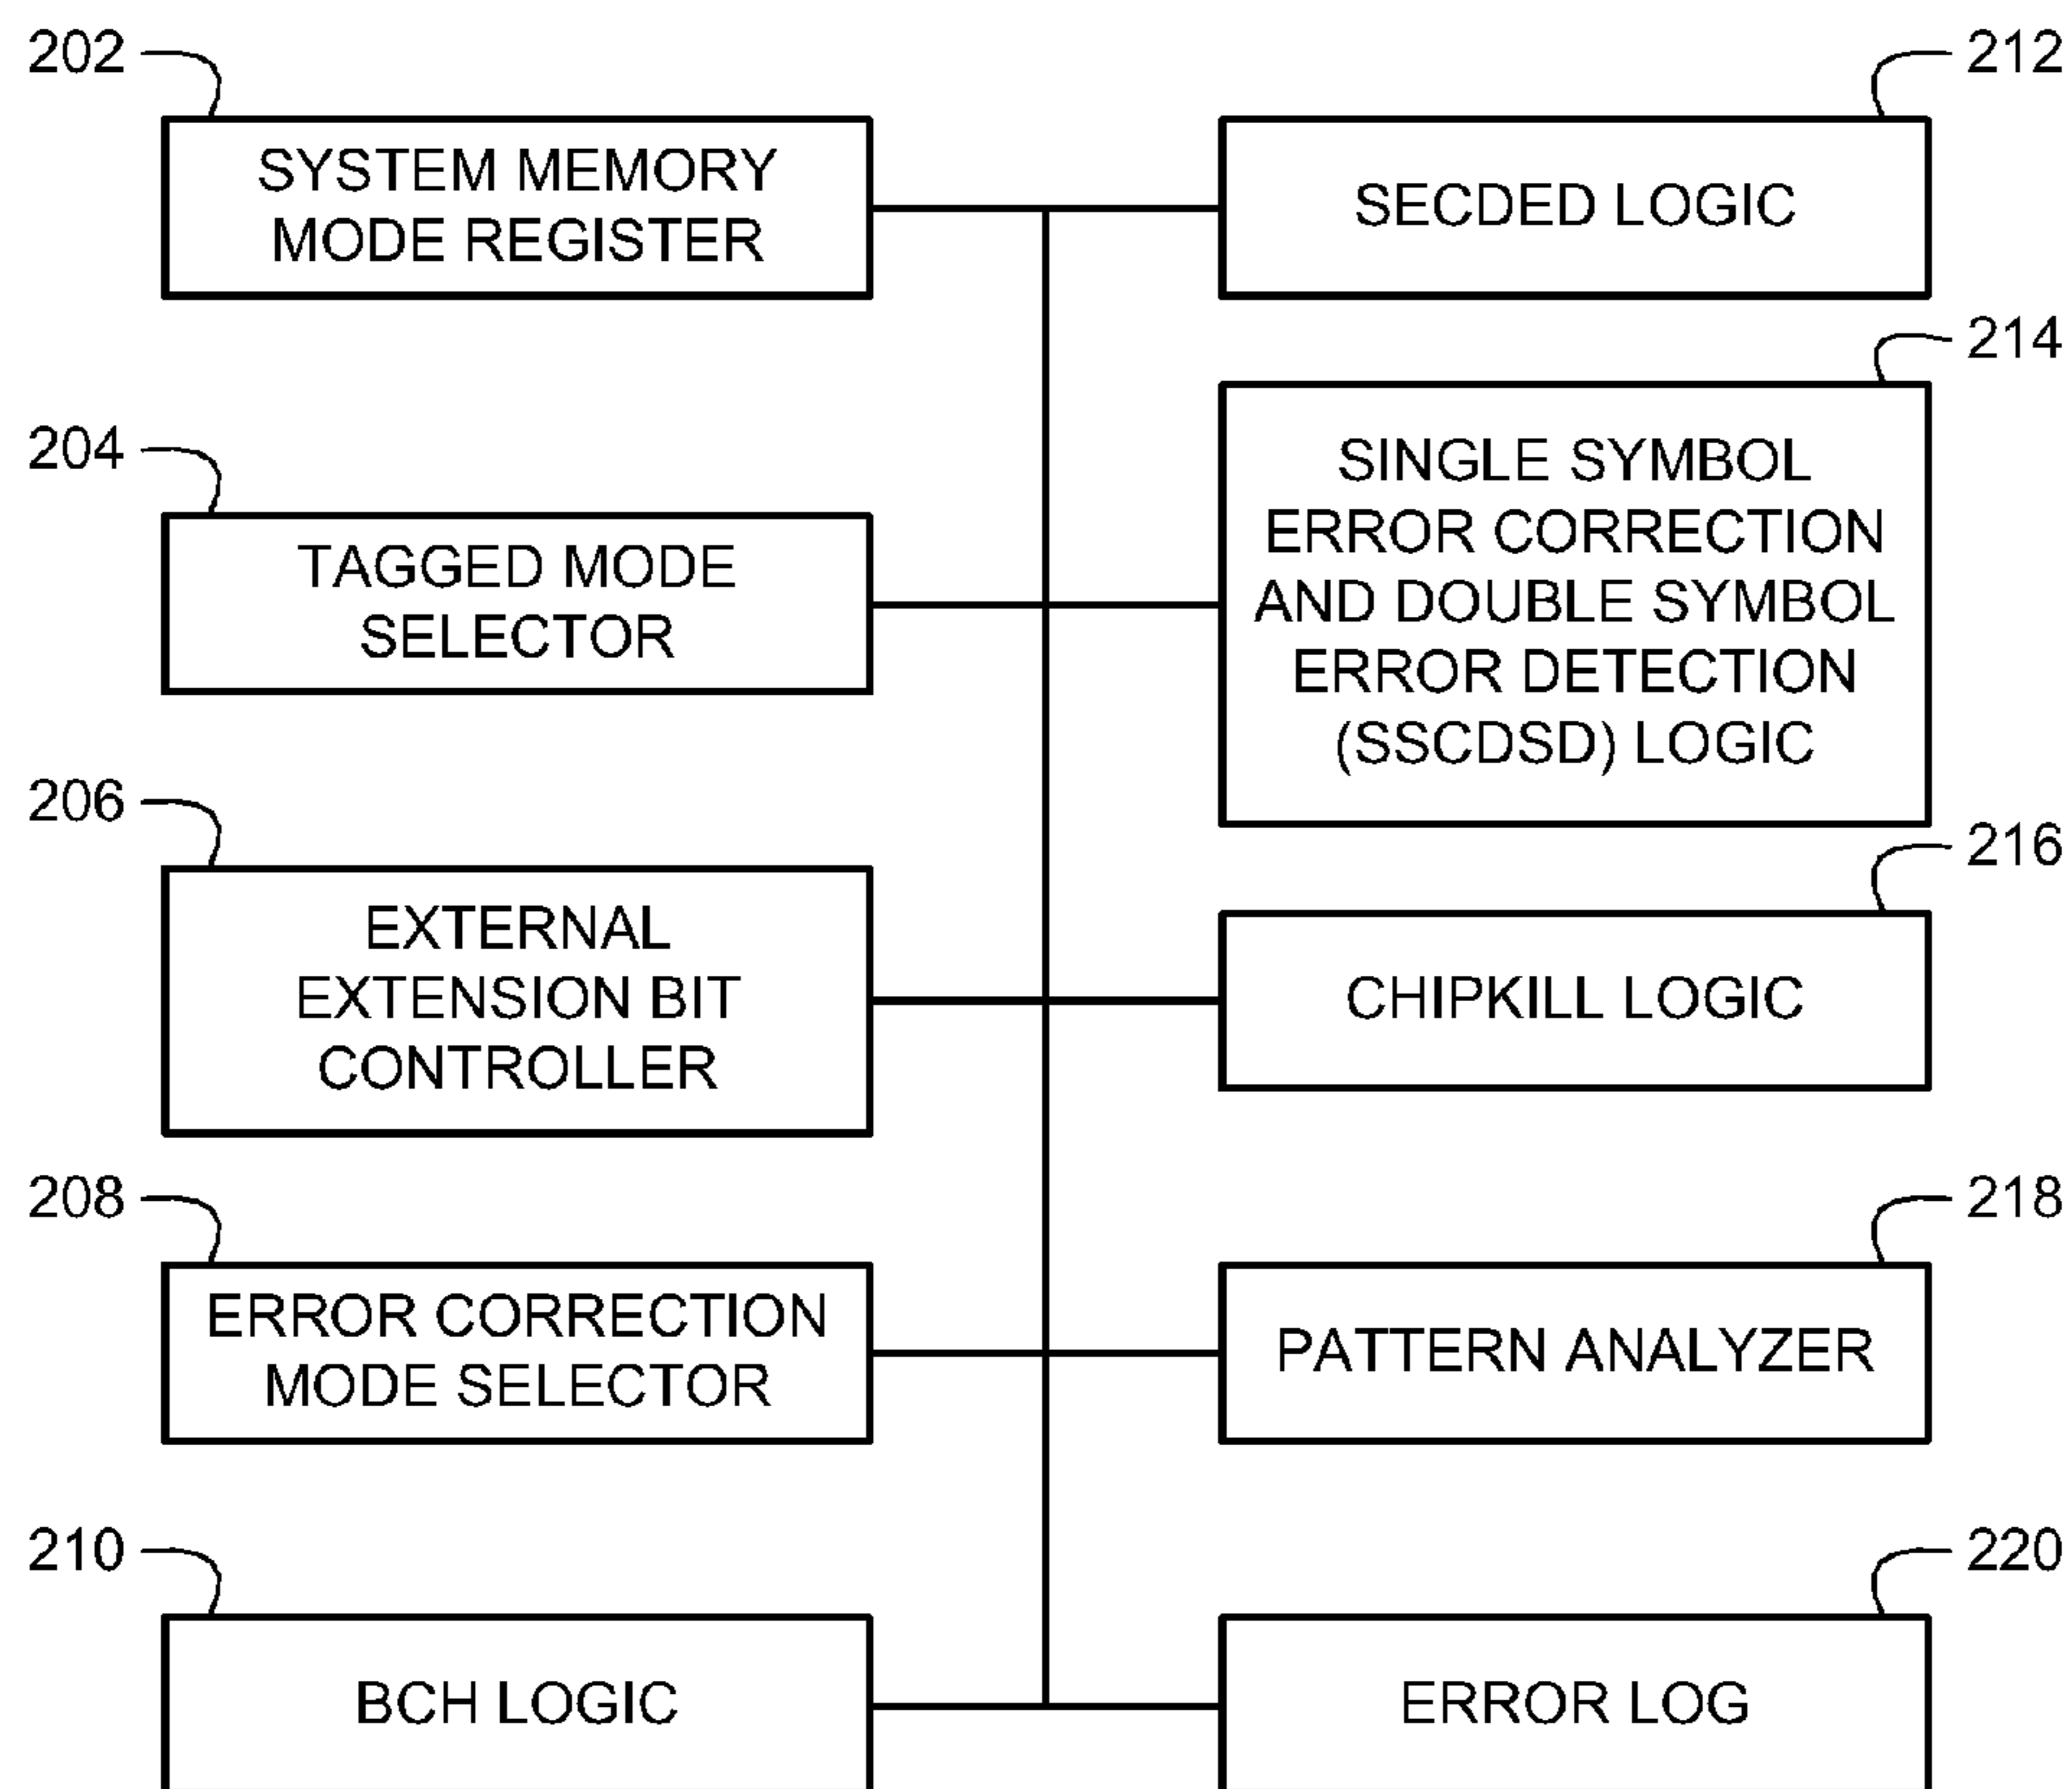 202
SYSTEM MEMORY
MODE REGISTER
204
TAGGED MODE
SELECTOR
206
EXTERNAL
EXTENSION BIT
CONTROLLER
208
ERROR CORRECTION
MODE SELECTOR
210
BCH LOGIC
212
SECDED LOGIC
214
SINGLE SYMBOL
ERROR CORRECTION
AND DOUBLE SYMBOL
ERROR DETECTION
(SSCDSD) LOGIC
216
CHIPKILL LOGIC
218
PATTERN ANALYZER
220
ERROR LOG